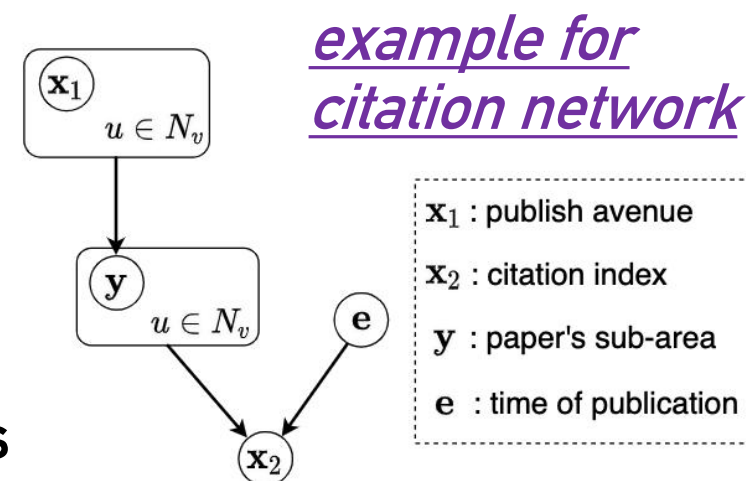 example for
citation network
x₁
u ∈ Nᵥ
y
u ∈ Nᵥ
e
x₂
x₁ : publish avenue
x₂ : citation index
y : paper's sub-area
e : time of publication
s